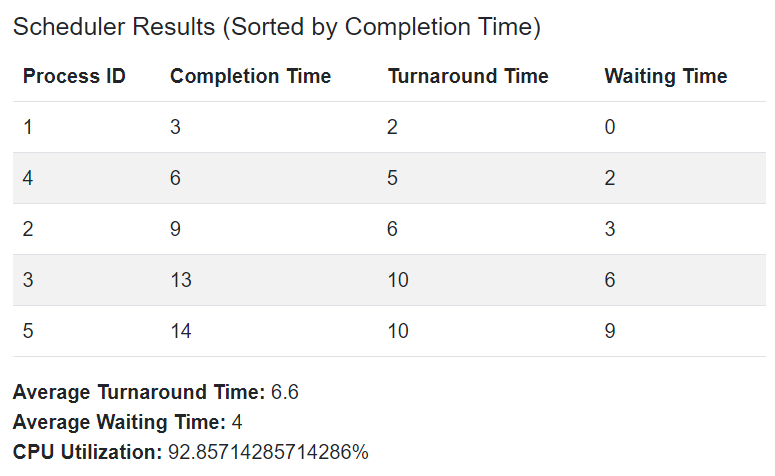 Scheduler Results (Sorted by Completion Time)
Process ID Completion Time Turnaround Time Waiting Time
1 3 2 0
4 6 5 2
2 9 6 3
3 13 10 6
5 14 10 9
Average Turnaround Time: 6.6
Average Waiting Time: 4
CPU Utilization: 92.85714285714286%